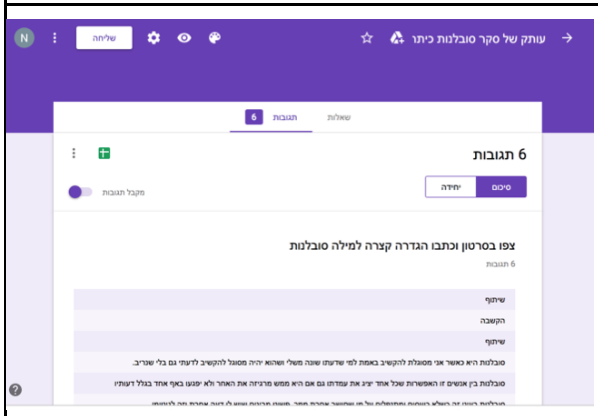 עותק של סקר סובלנות כיתר
שליחה
N
שאלות
תגובות 6
6 תגובות
סיכום
יחידה
מקבל תגובות
צפו בסרטון וכתבו הגדרה קצרה למילה סובלנות
6 תגובות
שיתוף
הקשבה
שיתוף
סובלנות היא כאשר אני מסוגלת להקשיב באמת למי שדעתו שונה משלי ושהוא יהיה מסוגל להקשיב לדעתי גם בלי שנריב.
סובלנות בין אנשים זו האפשרות שכל אחד יציג את עמדתו גם אם היא ממש מרגיזה את האחר ולא יפגעו באף אחד בגלל דעותיו